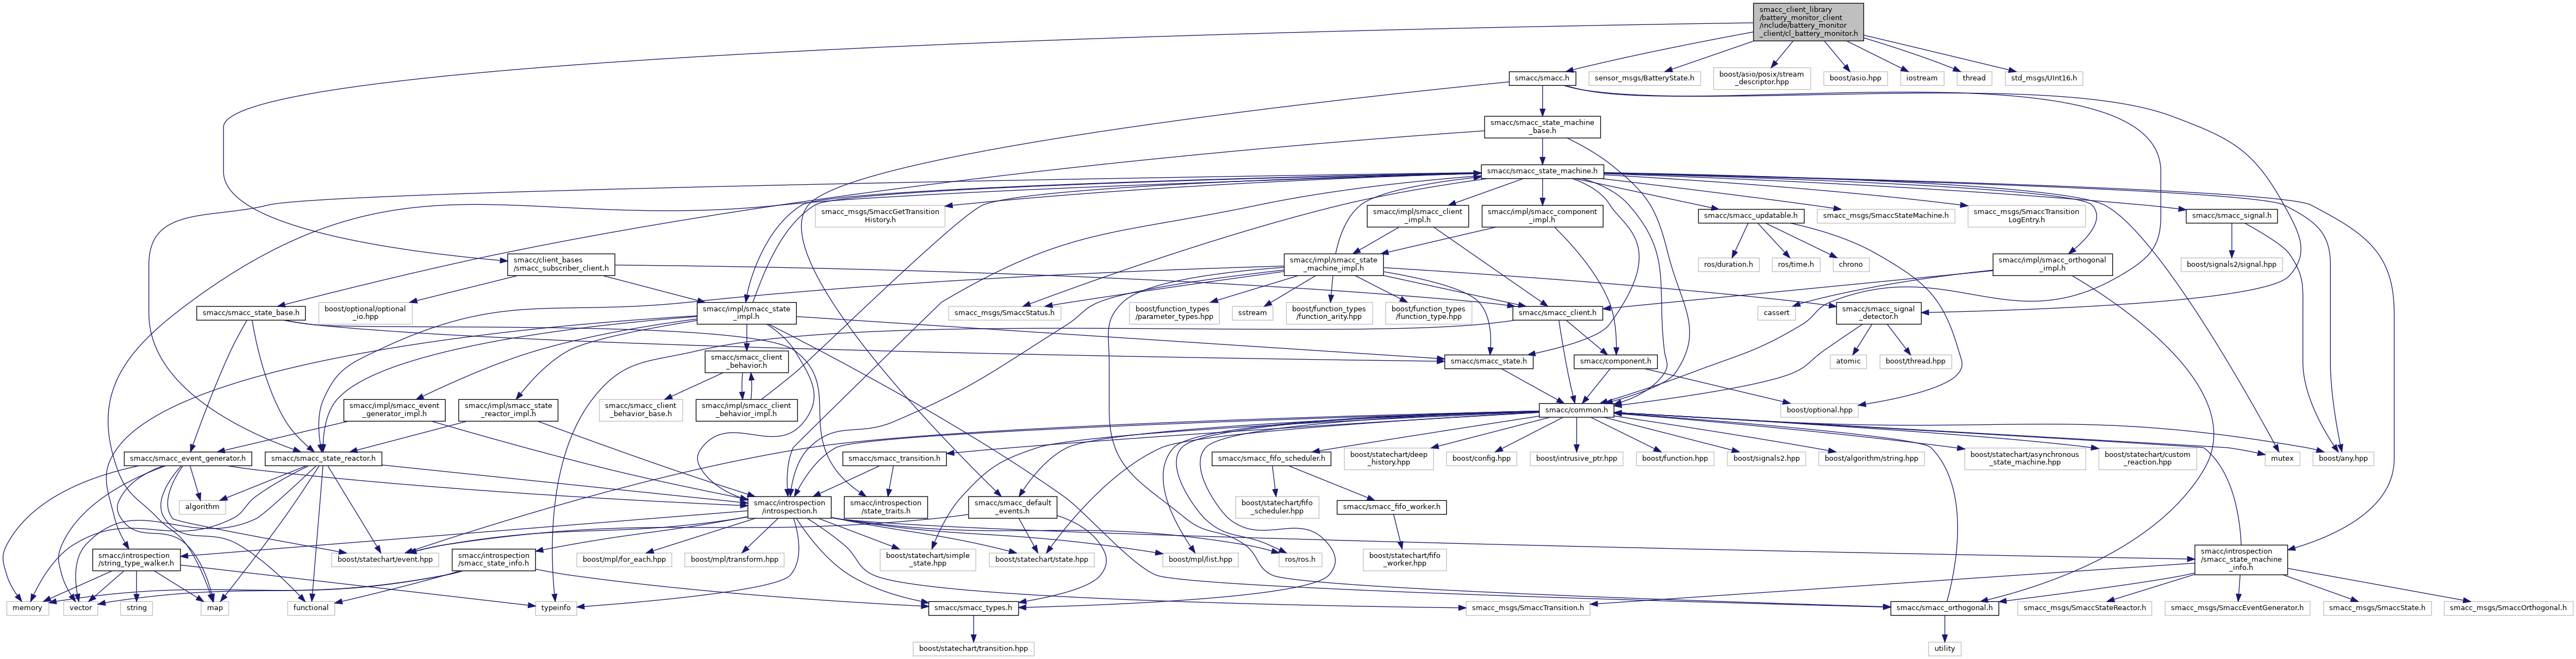 smacc_client_library
/battery_monitor_client
/include/battery_monitor
_client/cl_battery_monitor.h
smacc/smacc.h
sensor_msgs/BatteryState.h
boost/asio/posix/stream
_descriptor.hpp
boost/asio.hpp
iostream
thread
std_msgs/UInt16.h
smacc/smacc_state_machine
_base.h
smacc/smacc_state_machine.h
smacc_msgs/SmaccGetTransition
History.h
smacc/impl/smacc_client
_impl.h
smacc/impl/smacc_component
_impl.h
smacc/smacc_updatable.h
smacc_msgs/SmaccStateMachine.h
smacc_msgs/SmaccTransition
LogEntry.h
smacc/smacc_signal.h
smacc/client_bases
/smacc_subscriber_client.h
smacc/impl/smacc_state
_machine_impl.h
ros/duration.h
ros/time.h
chrono
smacc/impl/smacc_orthogonal
_impl.h
boost/signals2/signal.hpp
smacc/smacc_state_base.h
boost/optional/optional
_io.hpp
smacc/impl/smacc_state
_impl.h
smacc_msgs/SmaccStatus.h
boost/function_types
/parameter_types.hpp
sstream
boost/function_types
/function_arity.hpp
boost/function_types
/function_type.hpp
smacc/smacc_client.h
cassert
smacc/smacc_signal
_detector.h
smacc/smacc_client
_behavior.h
smacc/smacc_state.h
smacc/component.h
atomic
boost/thread.hpp
smacc/impl/smacc_event
_generator_impl.h
smacc/impl/smacc_state
_reactor_impl.h
smacc/smacc_client
_behavior_base.h
smacc/impl/smacc_client
_behavior_impl.h
smacc/common.h
boost/optional.hpp
smacc/smacc_event_generator.h
smacc/smacc_state_reactor.h
smacc/smacc_transition.h
smacc/smacc_fifo_scheduler.h
boost/statechart/deep
_history.hpp
boost/config.hpp
boost/intrusive_ptr.hpp
boost/function.hpp
boost/signals2.hpp
boost/algorithm/string.hpp
boost/statechart/asynchronous
_state_machine.hpp
boost/statechart/custom
_reaction.hpp
mutex
boost/any.hpp
algorithm
smacc/introspection
/introspection.h
smacc/introspection
/state_traits.h
smacc/smacc_default
_events.h
boost/statechart/fifo
_scheduler.hpp
smacc/smacc_fifo_worker.h
smacc/introspection
/string_type_walker.h
boost/statechart/event.hpp
smacc/introspection
/smacc_state_info.h
boost/mpl/for_each.hpp
boost/mpl/transform.hpp
boost/statechart/simple
_state.hpp
boost/statechart/state.hpp
boost/mpl/list.hpp
ros/ros.h
boost/statechart/fifo
_worker.hpp
smacc/introspection
/smacc_state_machine
_info.h
memory
vector
string
map
functional
typeinfo
smacc/smacc_types.h
smacc_msgs/SmaccTransition.h
smacc/smacc_orthogonal.h
smacc_msgs/SmaccStateReactor.h
smacc_msgs/SmaccEventGenerator.h
smacc_msgs/SmaccState.h
smacc_msgs/SmaccOrthogonal.h
boost/statechart/transition.hpp
utility